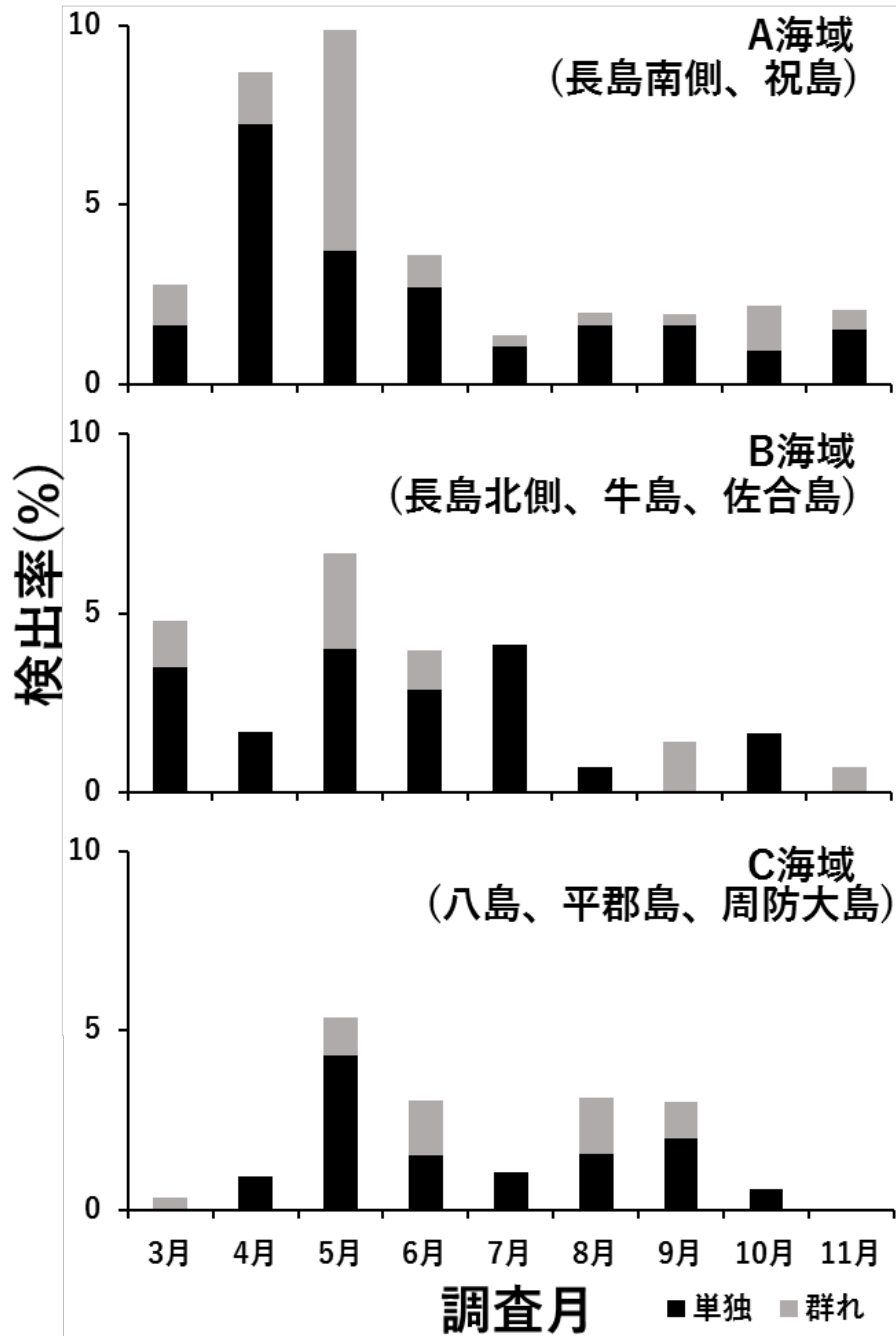 10
5
0
A海域
(長島南側、祝島)
10
5
0
B海域
(長島北側、牛島、佐合島)
検出率(%)
10
5
0
C海域
(八島、平郡島、周防大島)
3月 4月 5月 6月 7月 8月 9月 10月 11月
調査月
単独 群れ